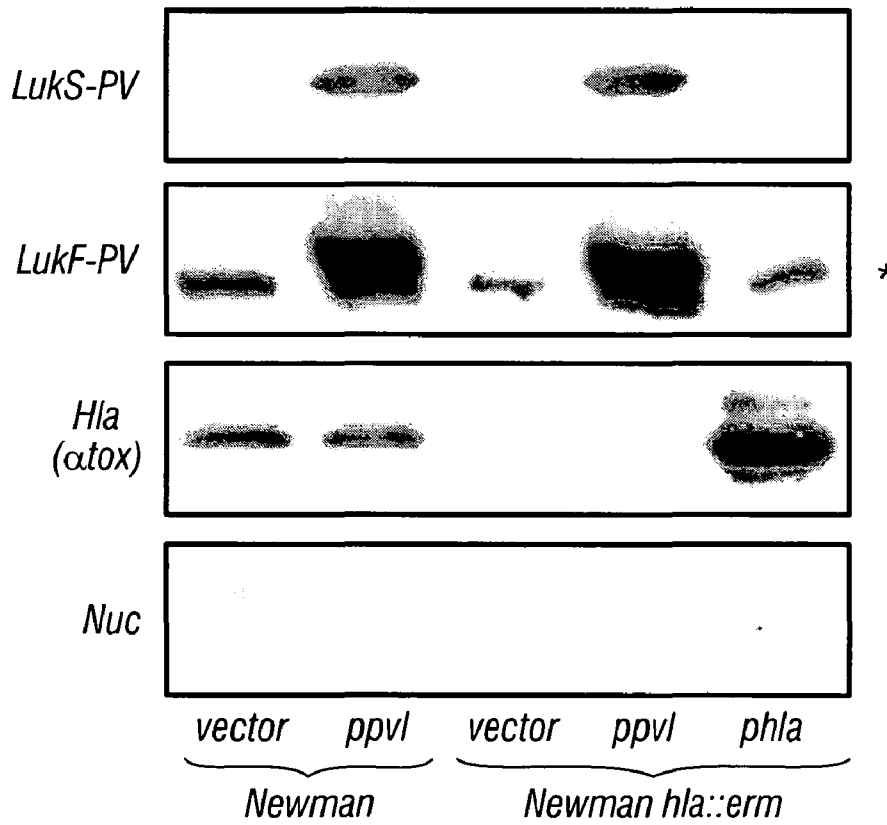 LukS-PV
LukF-PV
*
Hla
(αtox)
Nuc
vector ppvl vector ppvl phla
Newman Newman hla::erm